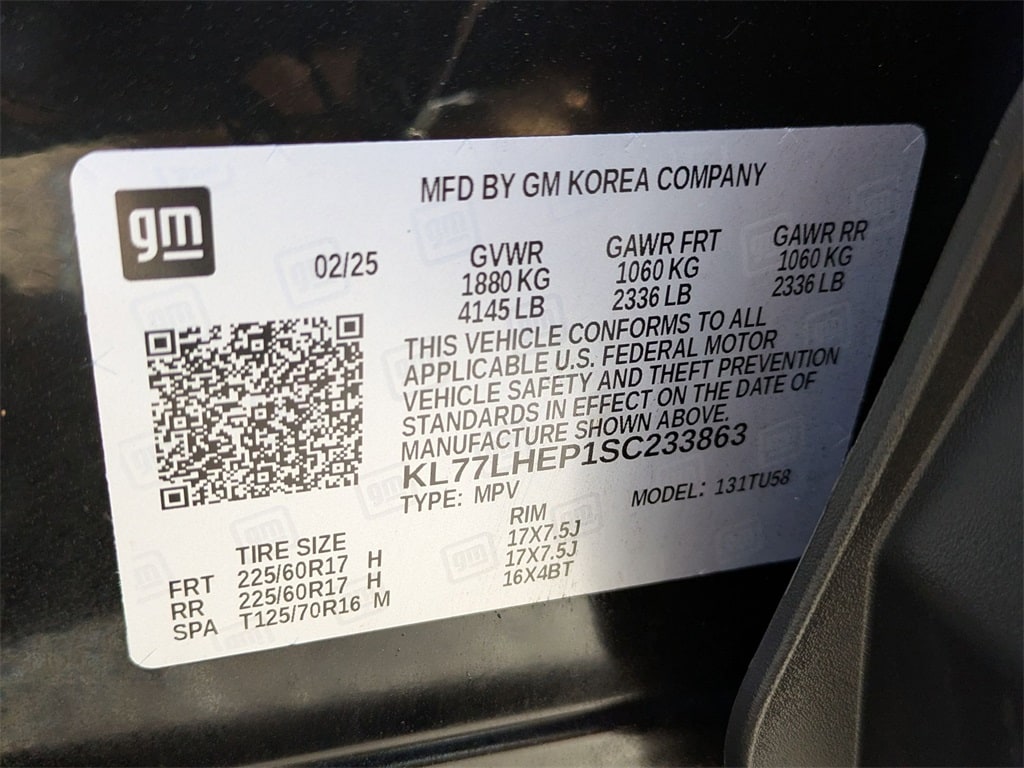 gm
MFD BY GM KOREA COMPANY
02/25
GVWR GAWR FRT GAWR RR
1880 KG 1060 KG 1060 KG
4145 LB 2336 LB 2336 LB
THIS VEHICLE CONFORMS TO ALL
APPLICABLE U.S. FEDERAL MOTOR
VEHICLE SAFETY AND THEFT PREVENTION
STANDARDS IN EFFECT ON THE DATE OF
MANUFACTURE SHOWN ABOVE.
KL77LHEP1SC233863
TYPE: MPV MODEL: 131TU58
TIRE SIZE RIM
FRT 225/60R17 H 17X7.5J
RR 225/60R17 H 17X7.5J
SPA T125/70R16 M 16X4BT